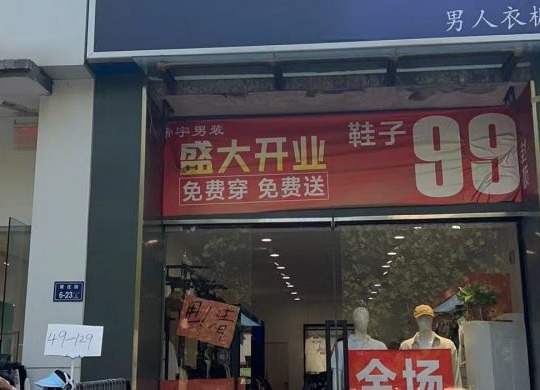 男人衣
宇男装
盛大开业
免费穿 免费送
鞋子
99
6-23
49-129
甩
全场